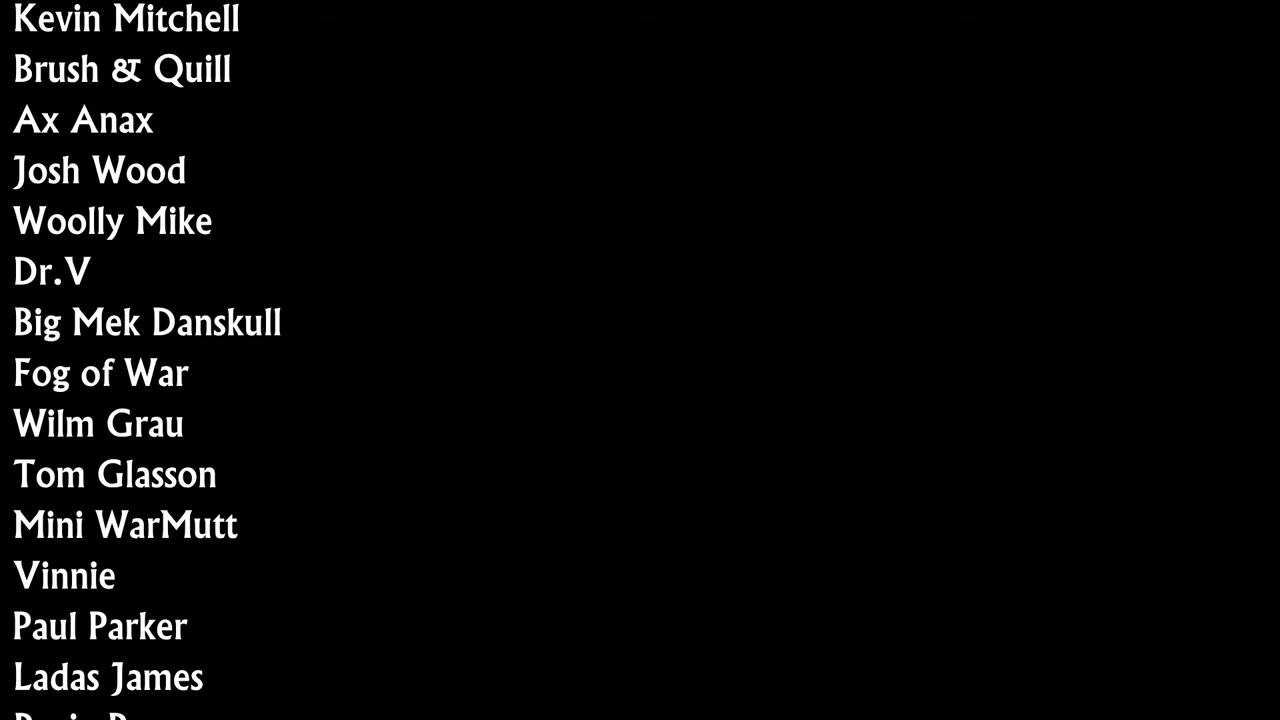 Kevin Mitchell
Brush & Quill
Ax Anax
Josh Wood
Woolly Mike
Dr.V
Big Mek Danskull
Fog of War
Wilm Grau
Tom Glasson
Mini WarMutt
Vinnie
Paul Parker
Ladas James